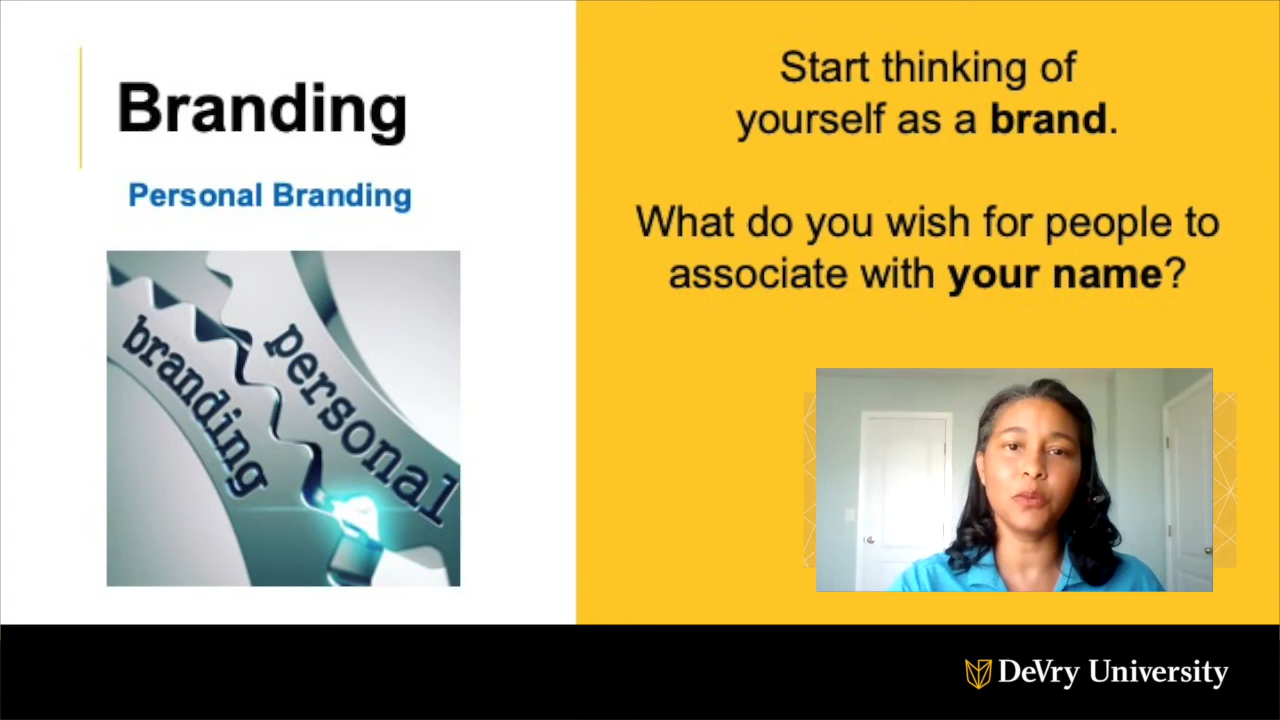 Branding
Personal Branding
branding
personal
Start thinking of
yourself as a brand.
What do you wish for people to
associate with your name?
DeVry University